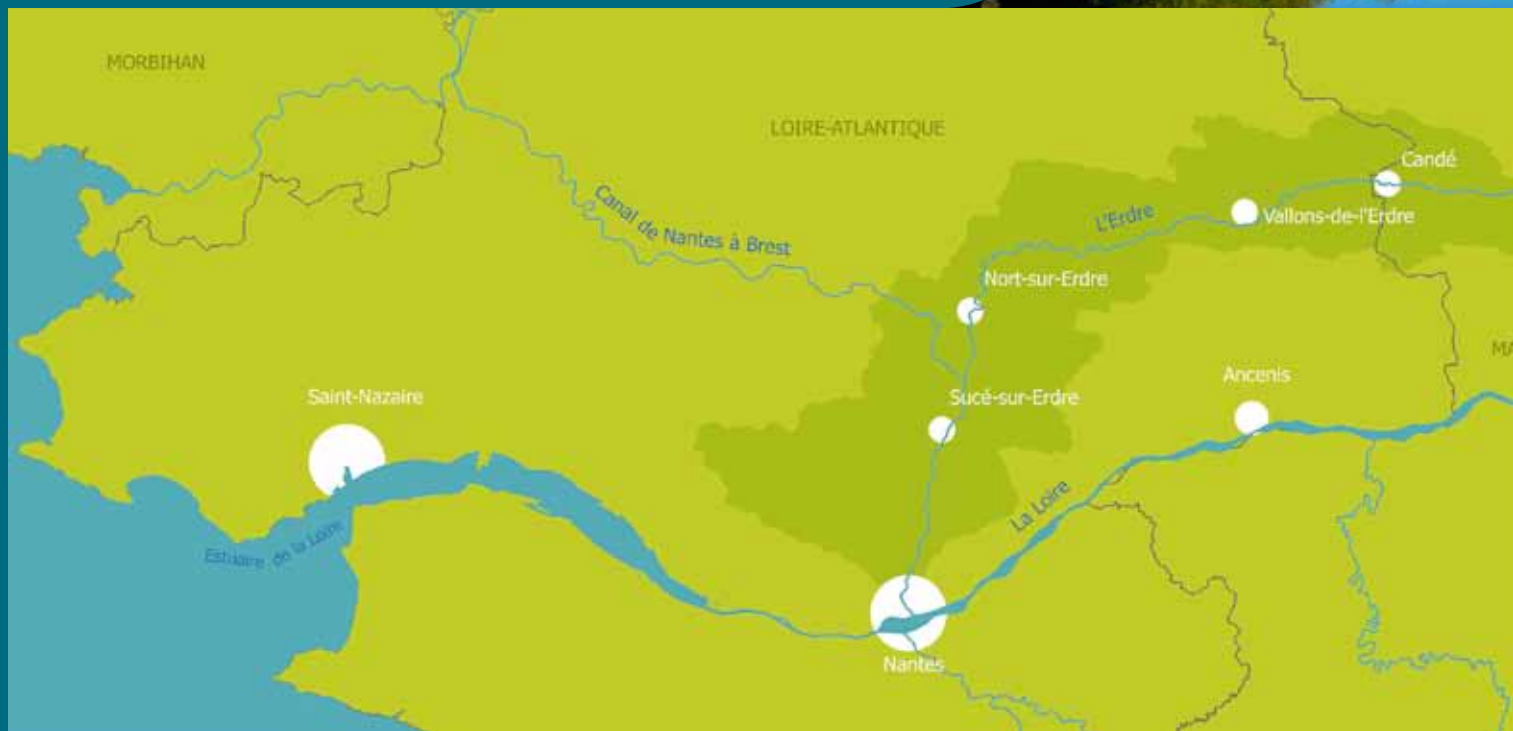 MORBIHAN
LOIRE-ATLANTIQUE
Candé
Vallons-de-l'Erdre
L'Erdre
Canal de Nantes à Brest
Nort-sur-Erdre
MA
Ancenis
Saint-Nazaire
Sucé-sur-Erdre
La Loire
Estuaire de la Loire
Nantes